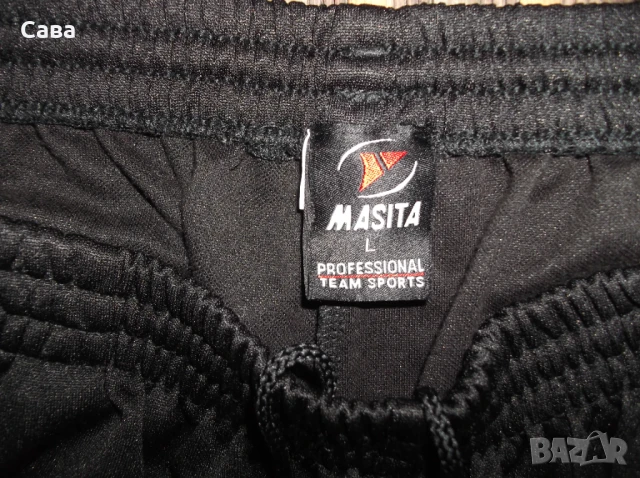 Сава
MASITA
L
PROFESSIONAL
TEAM SPORTS
BAZAR